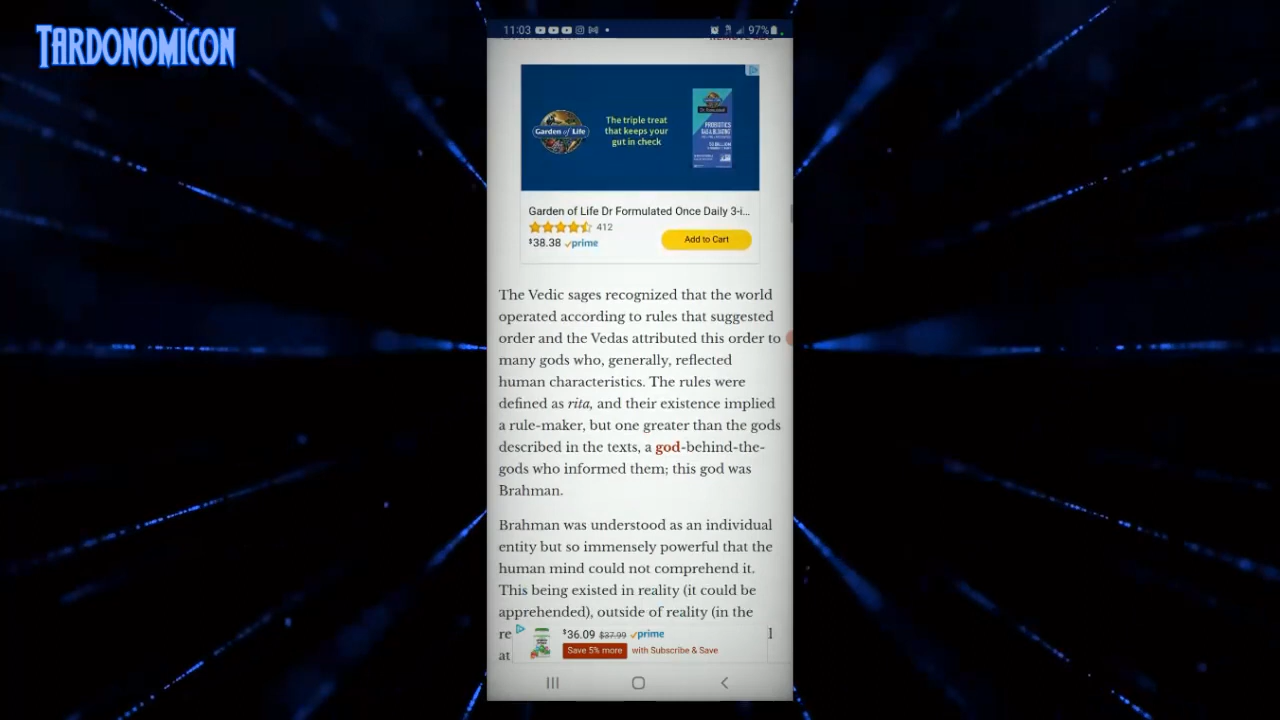 TARDONOMICON
11:03
97%
Garden of Life
The triple treat
that keeps your
gut in check
PROBIOTICS
Garden of Life Dr Formulated Once Daily 3-i...
412
$38.38 prime
Add to Cart
The Vedic sages recognized that the world
operated according to rules that suggested
order and the Vedas attributed this order to
many gods who, generally, reflected
human characteristics. The rules were
defined as rita, and their existence implied
a rule-maker, but one greater than the gods
described in the texts, a god-behind-the-
gods who informed them; this god was
Brahman.
Brahman was understood as an individual
entity but so immensely powerful that the
human mind could not comprehend it.
This being existed in reality (it could be
apprehended), outside of reality (in the
re
at
$36.09 $37.99 prime
Save 5% more with Subscribe & Save